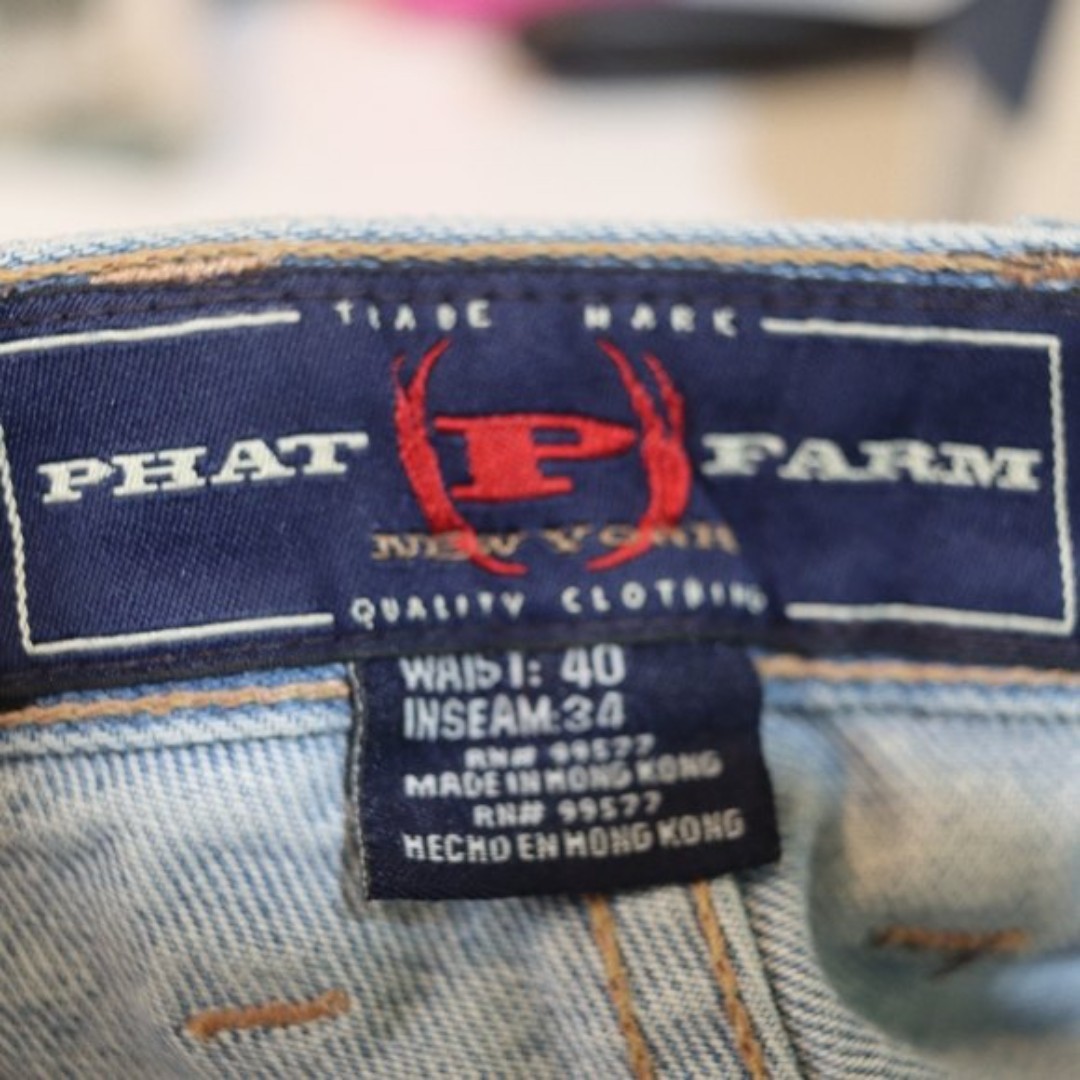 TRADE MARK
PHAT P FARM
NEW YORK
QUALITY CLOTHING
WAIST: 40
INSEAM:34
RN# 99577
MADE IN HONG KONG
RN# 99577
HECHO EN HONG KONG